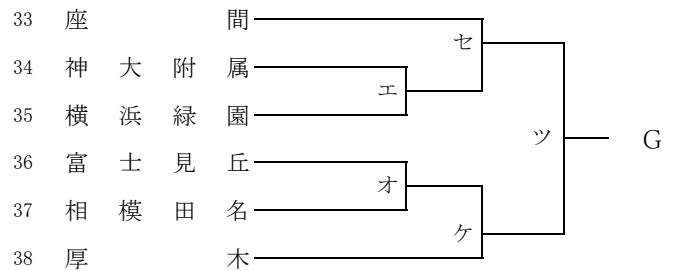 33 座間
セ
34 神大附属
エ
35 横浜緑園
ツ G
36 富士見丘
オ
37 相模田名
ケ
38 厚木